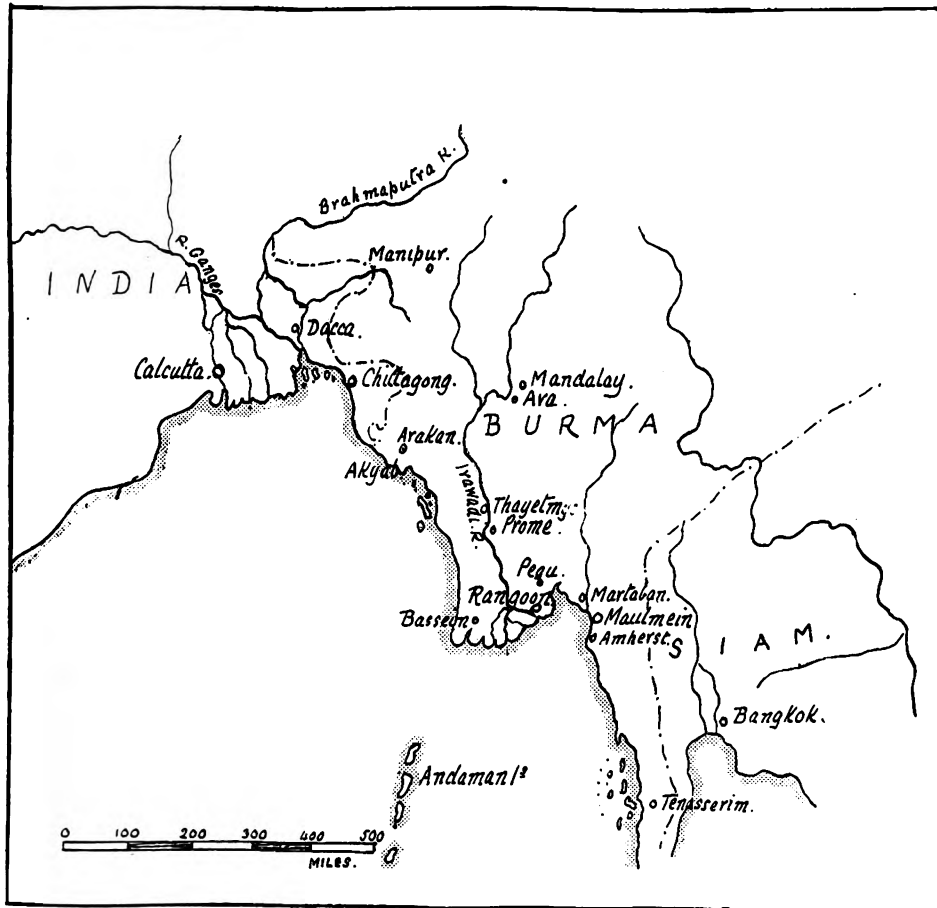 Brahmaputra R.
R. Ganges
Manipur.
INDIA
Dacca.
Calcutta.
Chittagong.
Mandalay.
Ava.
BURMA
Arakan.
Akyab
Irawadi. R.
Prome.
Pegu.
Rangoon.
Martaban.
Basseon.
Maulmein
Amherst.
SIAM.
Bangkok.
Andaman Is
Tenasserim.
0 100 200 300 400 500
MILES.